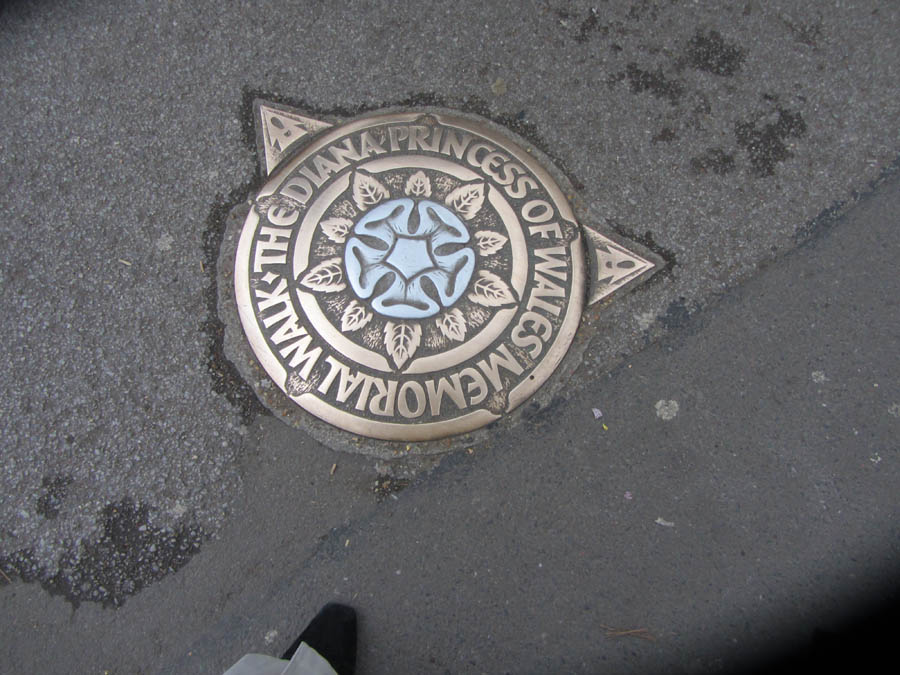 THE DIANA·PRINCESS OF WALES MEMORIAL WALK